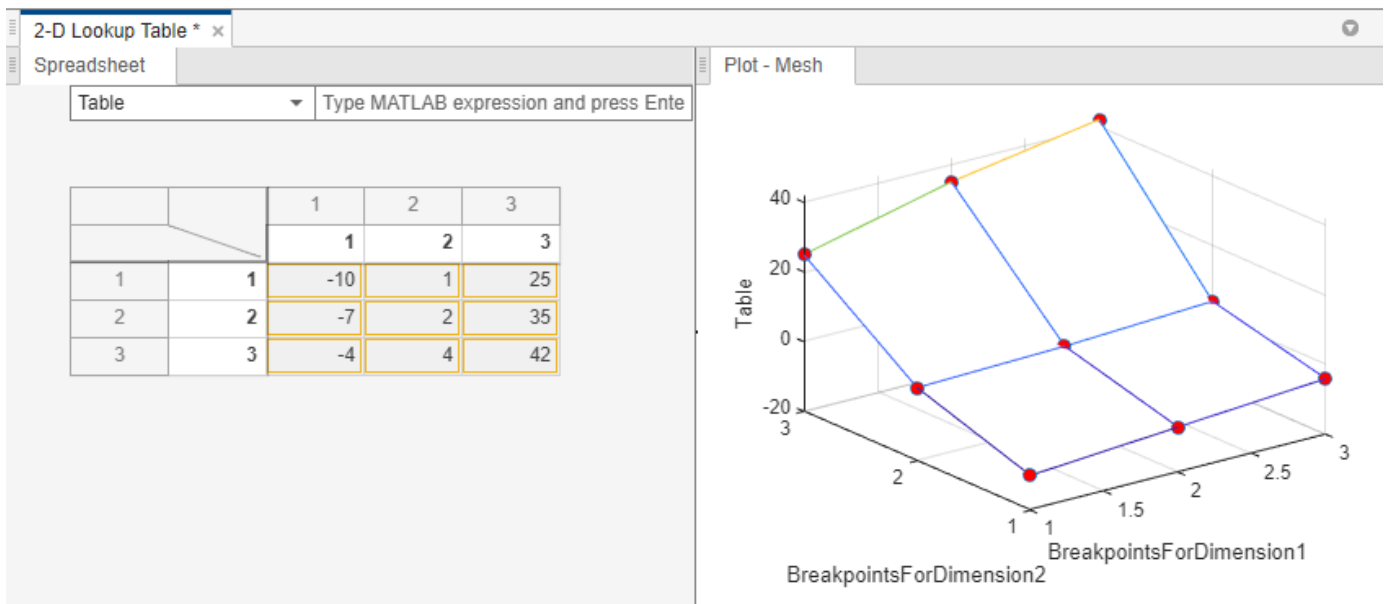 2-D Lookup Table * ×
Spreadsheet
Table
Type MATLAB expression and press Ente
1 2 3
1 2 3
1 1 -10 1 25
2 2 -7 2 35
3 3 -4 4 42
Plot - Mesh
40
20
0
-20
Table
3
2
1
1
1.5
2
2.5
3
BreakpointsForDimension1
BreakpointsForDimension2